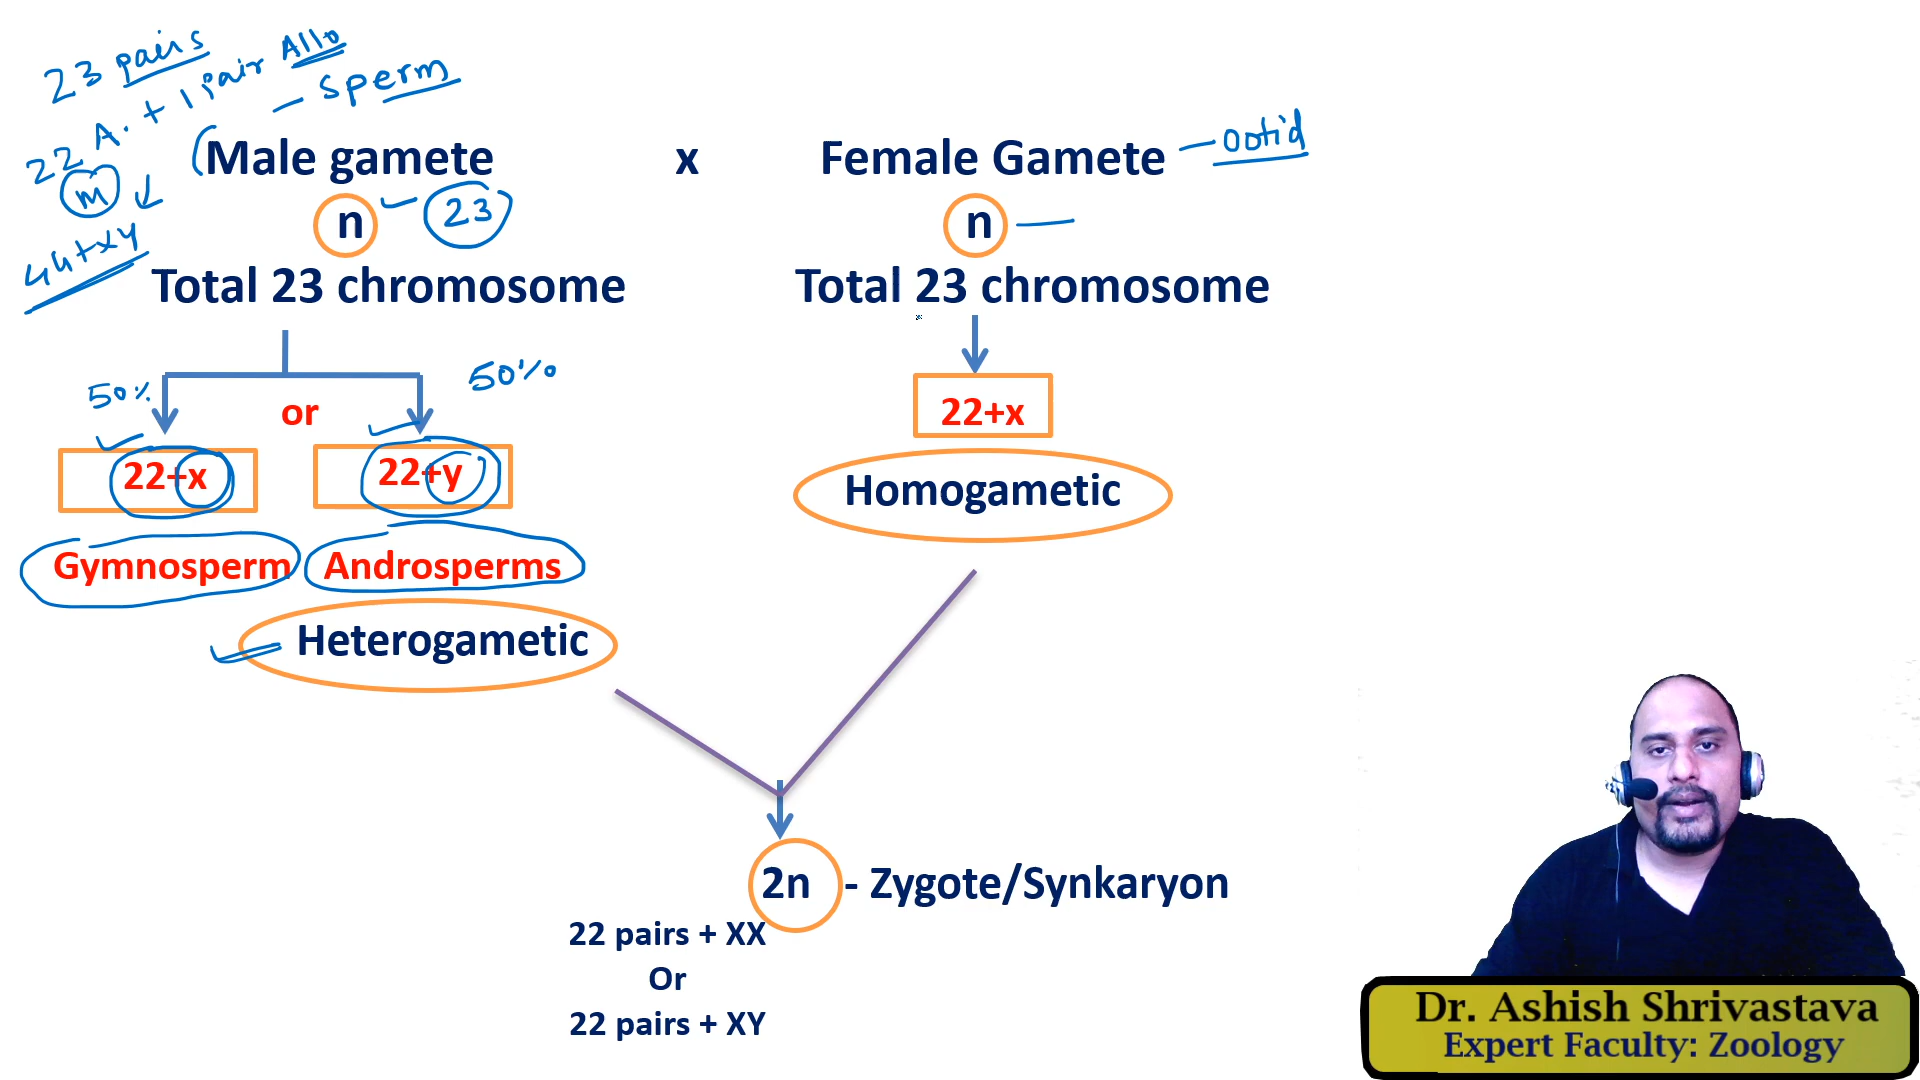 23 pairs
22 A. + 1 pair Allo
m
44+xy
- sperm
(Male gamete x Female Gamete - ootid
n 23 n
Total 23 chromosome Total 23 chromosome
50% 50%
or
22+x 22+y 22+x
Gymnosperm Androsperms Homogametic
Heterogametic
2n - Zygote/Synkaryon
22 pairs + XX
Or
22 pairs + XY
Dr. Ashish Shrivastava
Expert Faculty: Zoology